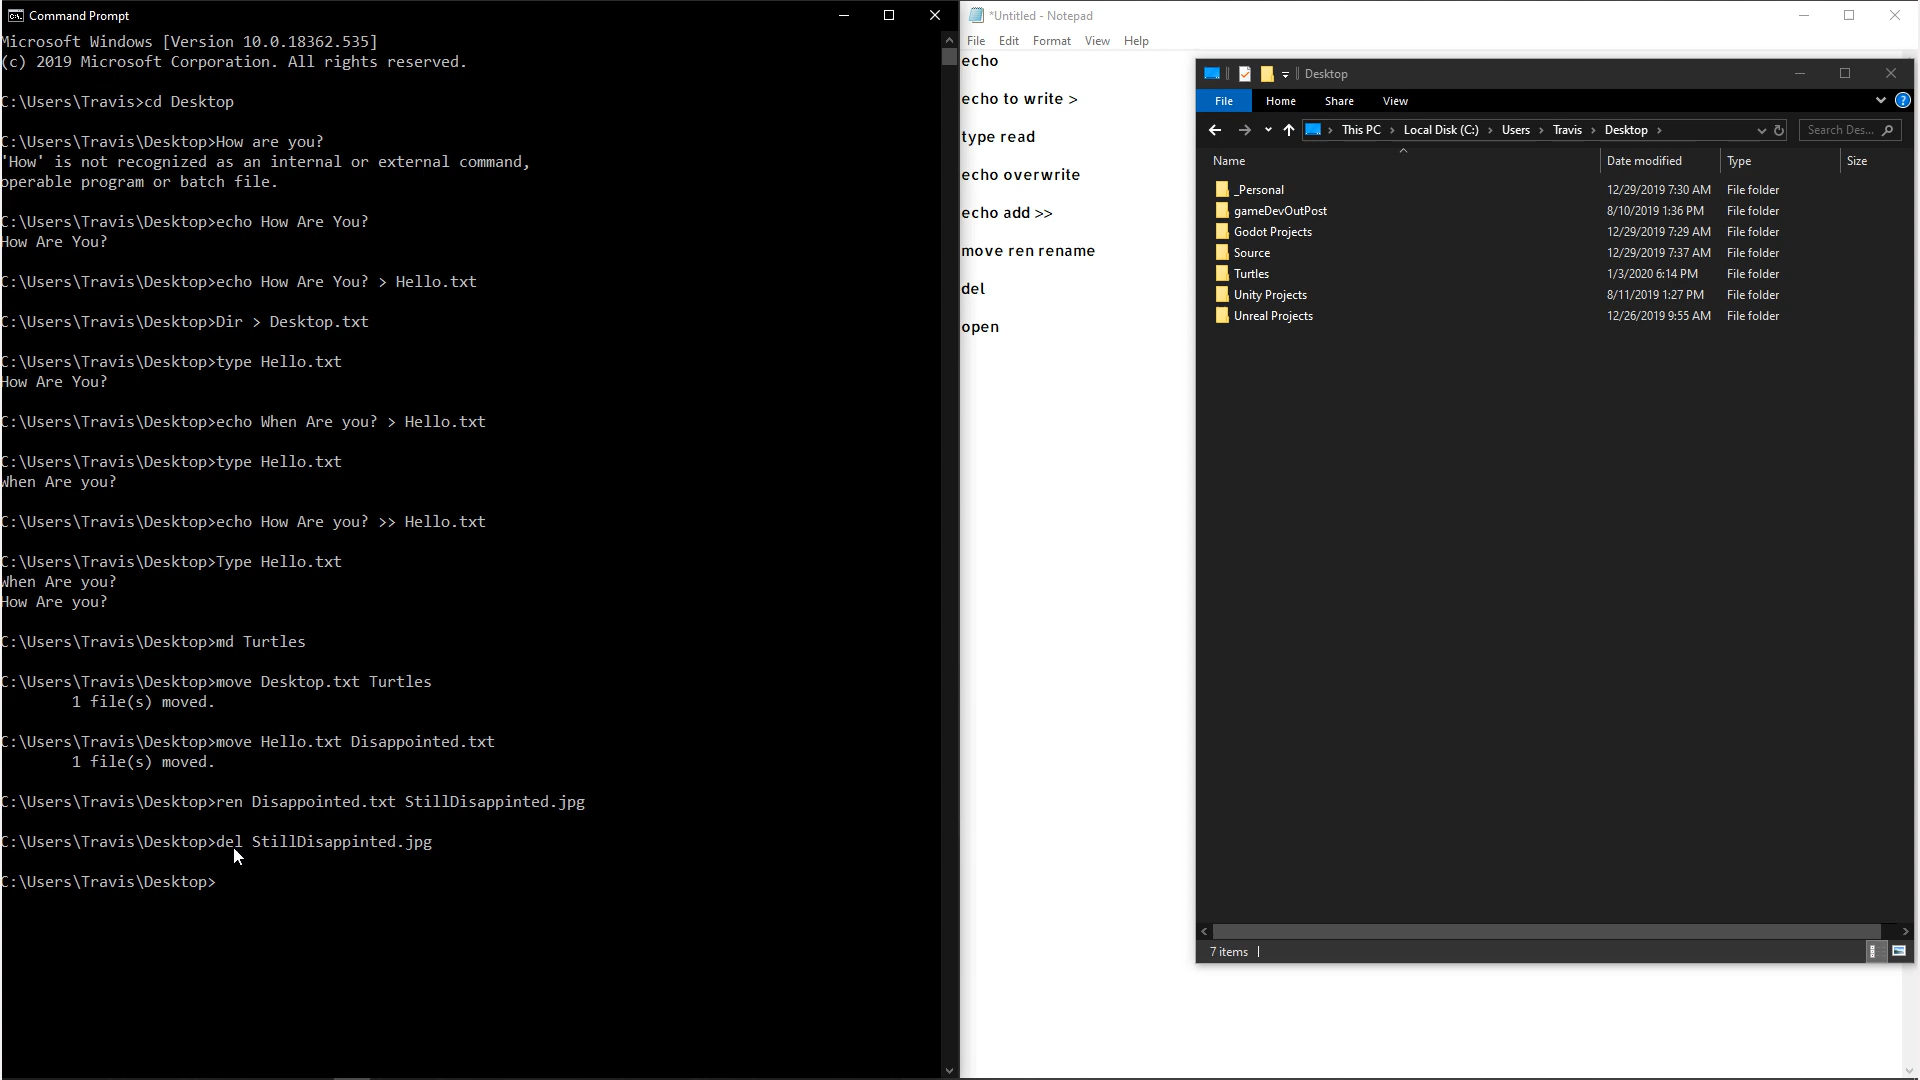 Command Prompt
Microsoft Windows [Version 10.0.18362.535]
(c) 2019 Microsoft Corporation. All rights reserved.
C:\Users\Travis>cd Desktop
C:\Users\Travis\Desktop>How are you?
'How' is not recognized as an internal or external command,
operable program or batch file.
C:\Users\Travis\Desktop>echo How Are You?
How Are You?
C:\Users\Travis\Desktop>echo How Are You? > Hello.txt
C:\Users\Travis\Desktop>Dir > Desktop.txt
C:\Users\Travis\Desktop>type Hello.txt
How Are You?
C:\Users\Travis\Desktop>echo When Are you? > Hello.txt
C:\Users\Travis\Desktop>type Hello.txt
When Are you?
C:\Users\Travis\Desktop>echo How Are you? >> Hello.txt
C:\Users\Travis\Desktop>Type Hello.txt
When Are you?
How Are you?
C:\Users\Travis\Desktop>md Turtles
C:\Users\Travis\Desktop>move Desktop.txt Turtles
1 file(s) moved.
C:\Users\Travis\Desktop>move Hello.txt Disappointed.txt
1 file(s) moved.
C:\Users\Travis\Desktop>ren Disappointed.txt StillDisappinted.jpg
C:\Users\Travis\Desktop>del StillDisappinted.jpg
C:\Users\Travis\Desktop>
*Untitled - Notepad
File Edit Format View Help
echo
echo to write >
type read
echo overwrite
echo add >>
move ren rename
del
open
Desktop
File Home Share View
This PC > Local Disk (C:) > Users > Travis > Desktop >
Search Des...
Name Date modified Type Size
_Personal 12/29/2019 7:30 AM File folder
gameDevOutPost 8/10/2019 1:36 PM File folder
Godot Projects 12/29/2019 7:29 AM File folder
Source 12/29/2019 7:37 AM File folder
Turtles 1/3/2020 6:14 PM File folder
Unity Projects 8/11/2019 1:27 PM File folder
Unreal Projects 12/26/2019 9:55 AM File folder
7 items